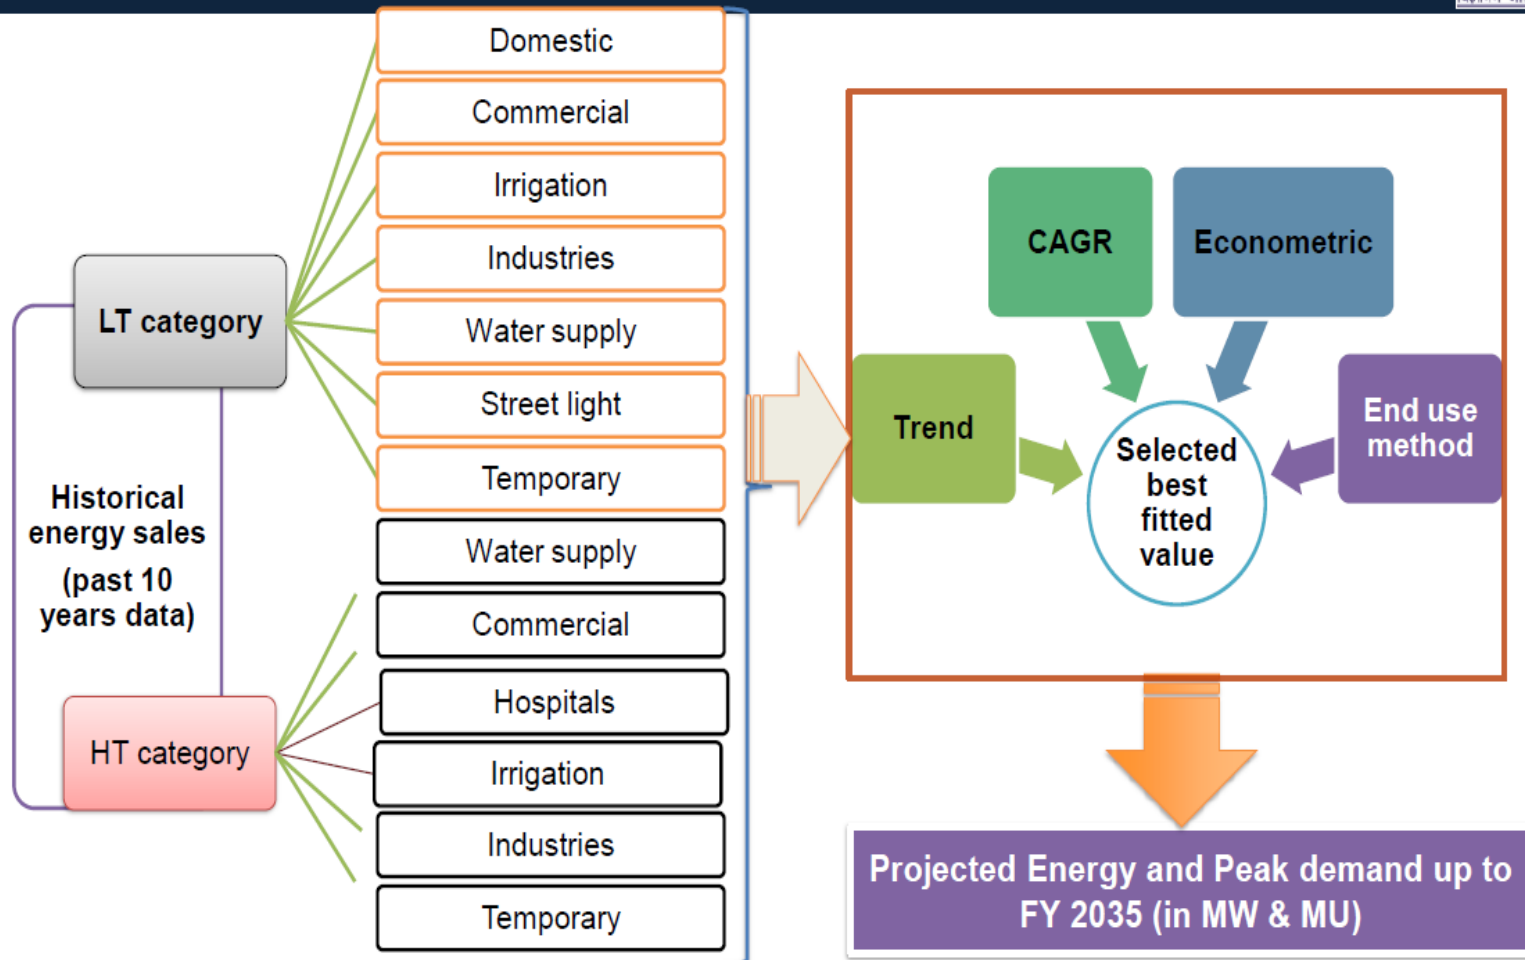 Domestic
Commercial
Irrigation
Industries
Water supply
Street light
Temporary
LT category
Historical
energy sales
(past 10
years data)
HT category
Water supply
Commercial
Hospitals
Irrigation
Industries
Temporary
CAGR
Econometric
Trend
End use
method
Selected
best
fitted
value
Projected Energy and Peak demand up to
FY 2035 (in MW & MU)